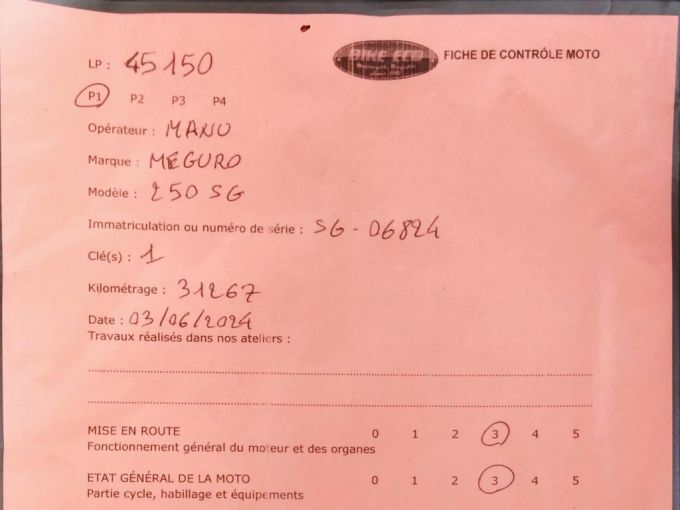 LP : 45150
BIKE ECO
FICHE DE CONTRÔLE MOTO
P1 P2 P3 P4
Opérateur : MANU
Marque : MEGURO
Modèle : 250 SG
Immatriculation ou numéro de série : SG - 06824
Clé(s) : 1
Kilométrage : 31267
Date : 03/06/2024
Travaux réalisés dans nos ateliers :
MISE EN ROUTE 0 1 2 3 4 5
Fonctionnement général du moteur et des organes
ETAT GÉNÉRAL DE LA MOTO 0 1 2 3 4 5
Partie cycle, habillage et équipements